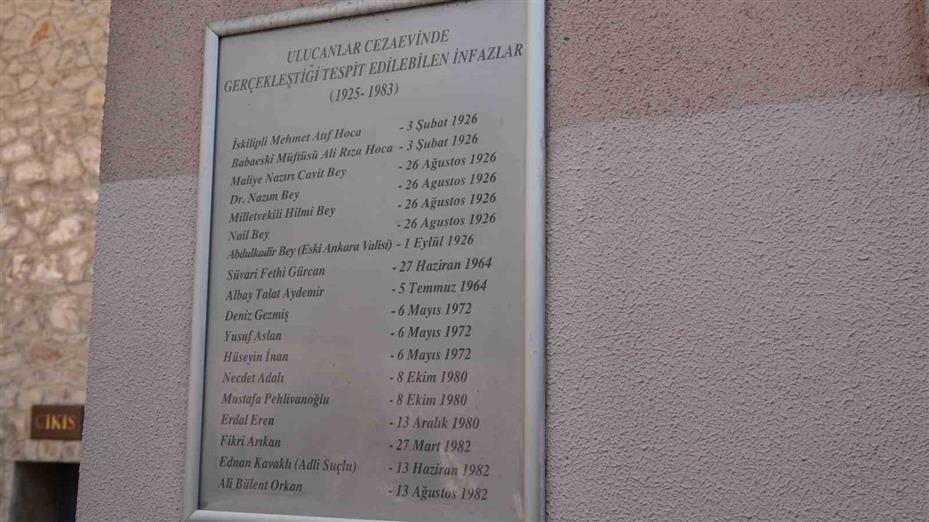 ULUCANLAR CEZAEVİNDE
GERÇEKLEŞTİĞİ TESPİT EDİLEBİLEN İNFAZLAR
(1925-1983)
İskilipli Mehmet Atıf Hoca - 3 Şubat 1926
Babaeski Müftüsü Ali Rıza Hoca - 3 Şubat 1926
Maliye Nazırı Cavit Bey - 26 Ağustos 1926
Dr. Nazım Bey - 26 Agustos 1926
Milletvekili Hilmi Bey - 26 Ağustos 1926
Nail Bey - 26 Agustos 1926
Abdulkadir Bey (Eski Ankara Valisi) - 1 Eylül 1926
Süvari Fethi Gürcan - 27 Haziran 1964
Albay Talat Aydemir - 5 Temmuz 1964
Deniz Gezmiş - 6 Mayıs 1972
Yusuf Aslan - 6 Mayıs 1972
Hüseyin İnan - 6 Mayıs 1972
Necdet Adalı - 8 Ekim 1980
Mustafa Pehlivanoğlu - 8 Ekim 1980
Erdal Eren - 13 Aralık 1980
Fikri Arıkan - 27 Mart 1982
Ednan Kavaklı (Adli Suçlu) - 13 Haziran 1982
Ali Bülent Orkan - 13 Ağustos 1982
ÇIKIŞ